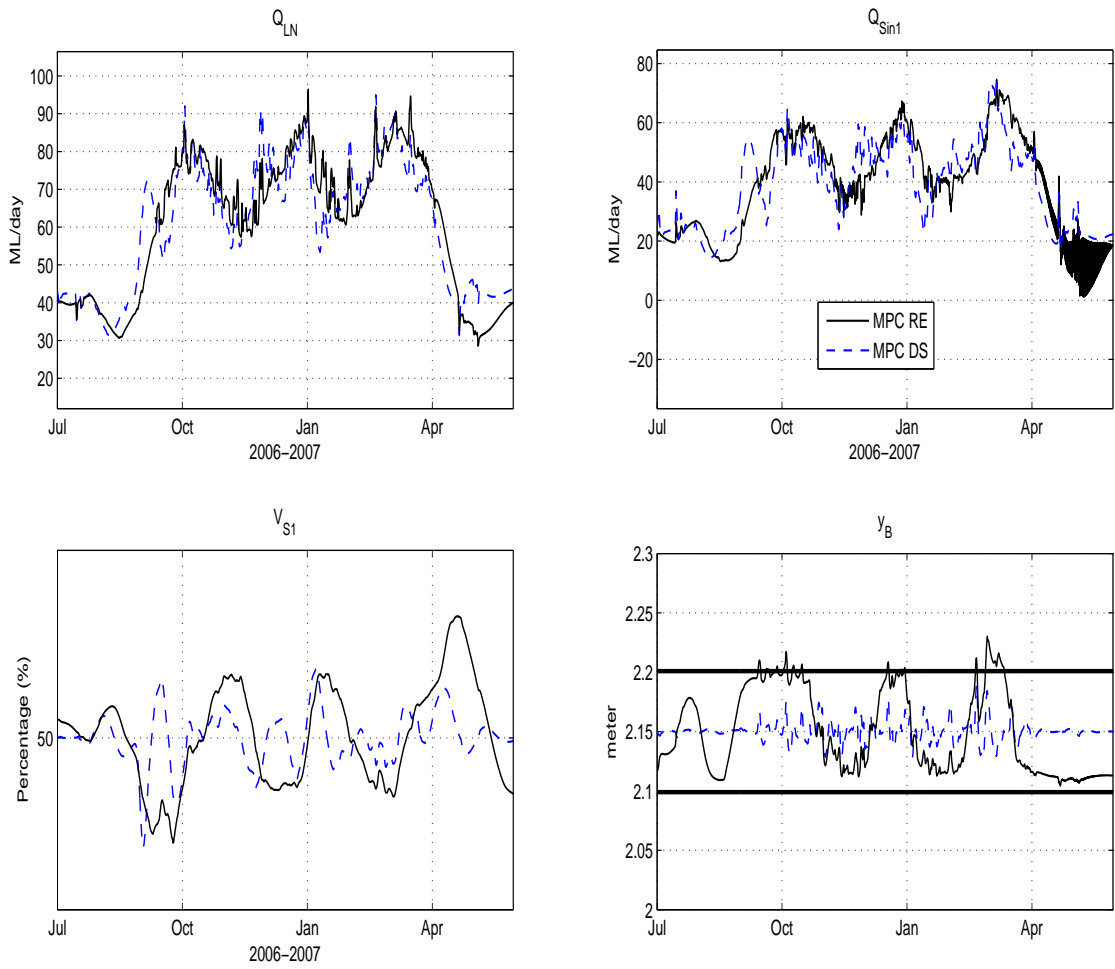 Q_LN
100
90
80
70
60
50
40
30
20
ML/day
Jul Oct Jan Apr
2006−2007
Q_Sin1
80
60
40
20
0
−20
ML/day
MPC RE
MPC DS
Jul Oct Jan Apr
2006−2007
V_S1
50
Percentage (%)
Jul Oct Jan Apr
2006−2007
y_B
2.3
2.25
2.2
2.15
2.1
2.05
2
meter
Jul Oct Jan Apr